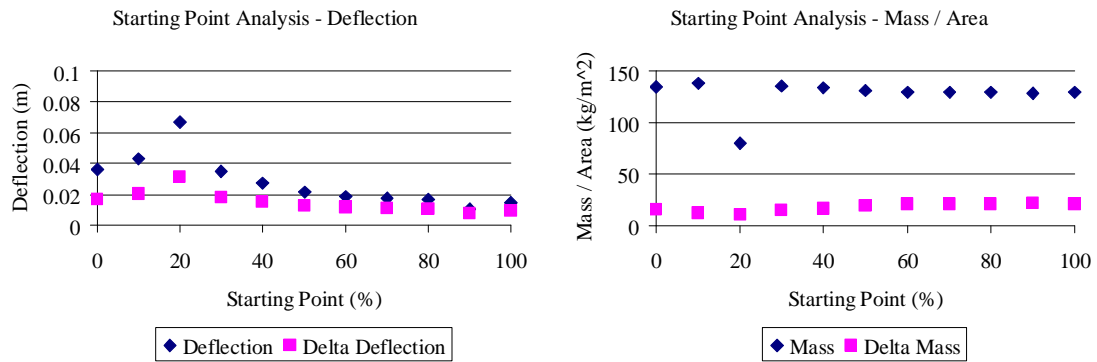 Starting Point Analysis - Deflection
0.1
0.08
0.06
0.04
0.02
0
Deflection (m)
0 20 40 60 80 100
Starting Point (%)
Deflection Delta Deflection
Starting Point Analysis - Mass / Area
150
100
50
0
Mass / Area (kg/m^2)
0 20 40 60 80 100
Starting Point (%)
Mass Delta Mass